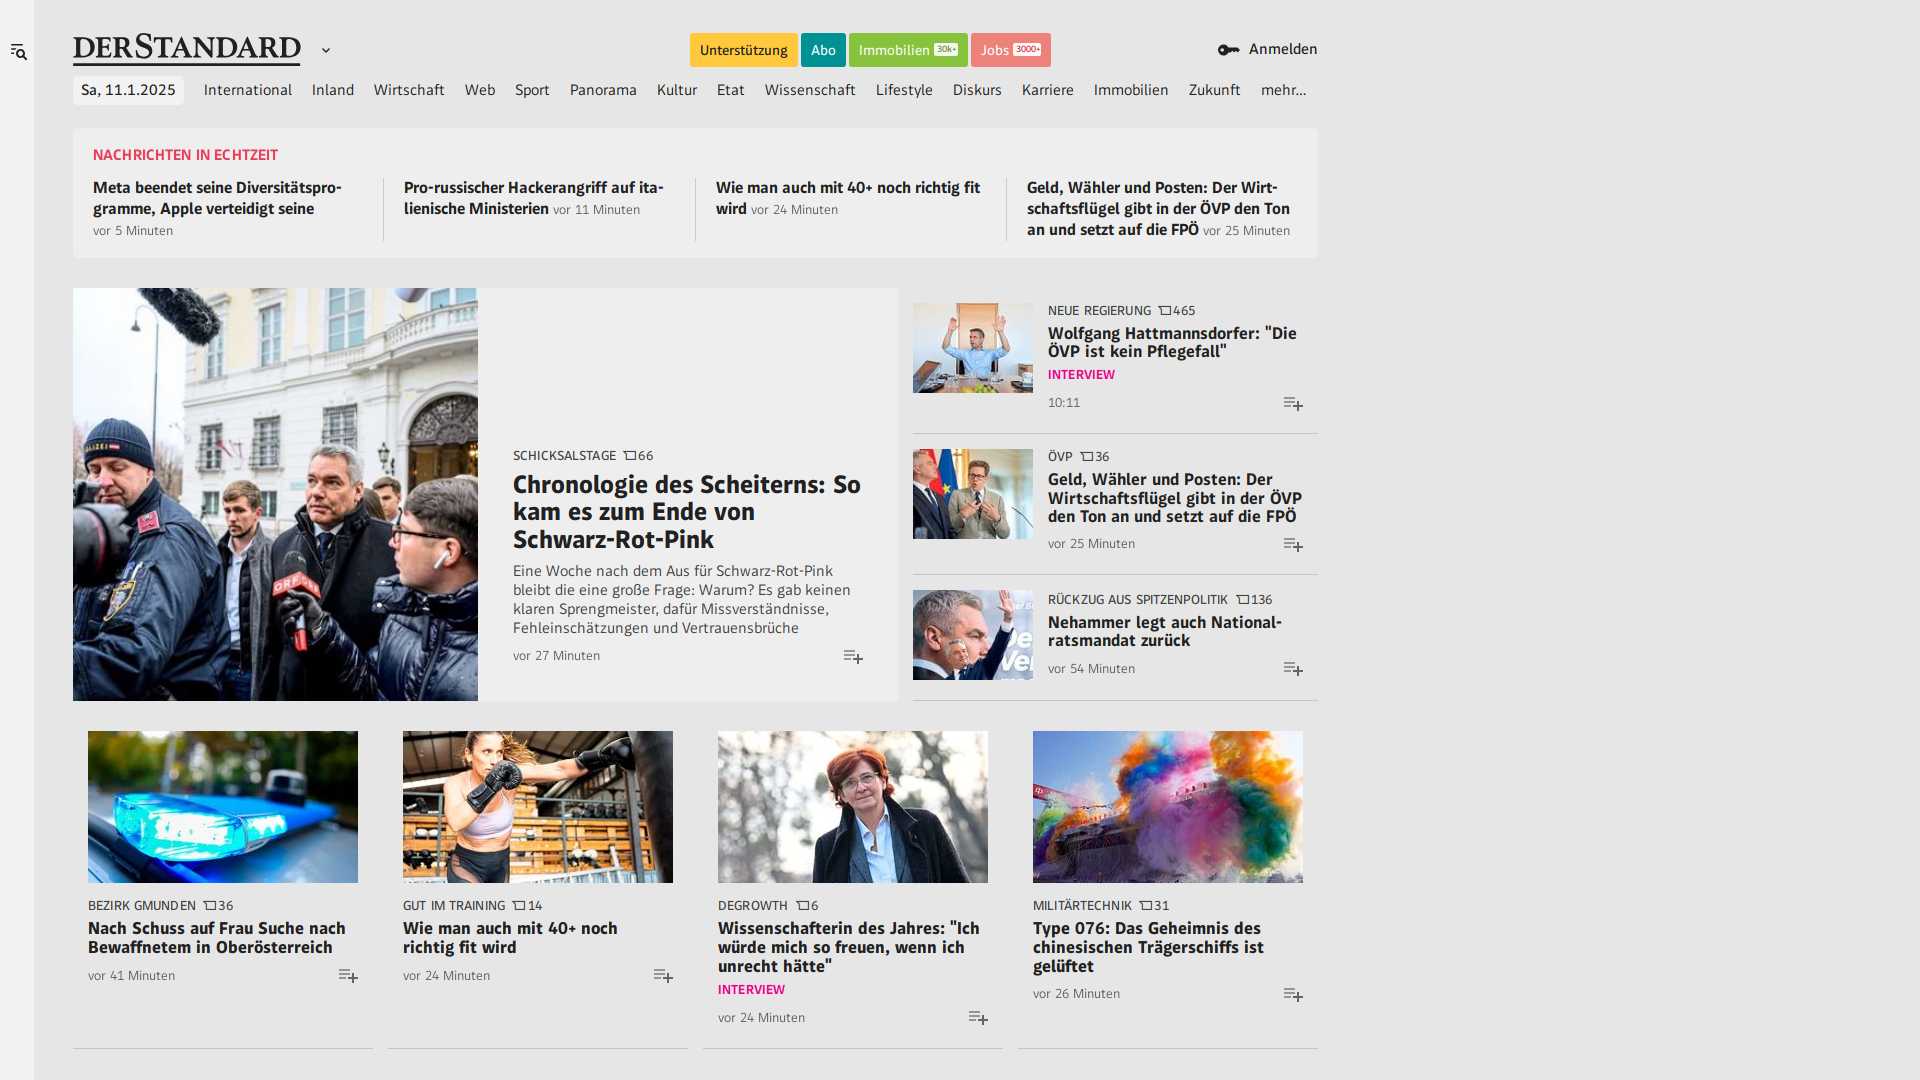 DERSTANDARD
Unterstützung
Abo
Immobilien 30k+
Jobs 3000+
Anmelden
Sa, 11.1.2025
International
Inland
Wirtschaft
Web
Sport
Panorama
Kultur
Etat
Wissenschaft
Lifestyle
Diskurs
Karriere
Immobilien
Zukunft
mehr...
NACHRICHTEN IN ECHTZEIT
Meta beendet seine Diversitätspro-
gramme, Apple verteidigt seine
vor 5 Minuten
Pro-russischer Hackerangriff auf ita-
lienische Ministerien vor 11 Minuten
Wie man auch mit 40+ noch richtig fit
wird vor 24 Minuten
Geld, Wähler und Posten: Der Wirt-
schaftsflügel gibt in der ÖVP den Ton
an und setzt auf die FPÖ vor 25 Minuten
POLIZEI
ORF
SCHICKSALSTAGE 66
Chronologie des Scheiterns: So
kam es zum Ende von
Schwarz-Rot-Pink
Eine Woche nach dem Aus für Schwarz-Rot-Pink
bleibt die eine große Frage: Warum? Es gab keinen
klaren Sprengmeister, dafür Missverständnisse,
Fehleinschätzungen und Vertrauensbrüche
vor 27 Minuten
NEUE REGIERUNG 465
Wolfgang Hattmannsdorfer: "Die
ÖVP ist kein Pflegefall"
INTERVIEW
10:11
ÖVP 36
Geld, Wähler und Posten: Der
Wirtschaftsflügel gibt in der ÖVP
den Ton an und setzt auf die FPÖ
vor 25 Minuten
RÜCKZUG AUS SPITZENPOLITIK 136
Nehammer legt auch National-
ratsmandat zurück
vor 54 Minuten
BEZIRK GMUNDEN 36
Nach Schuss auf Frau Suche nach
Bewaffnetem in Oberösterreich
vor 41 Minuten
GUT IM TRAINING 14
Wie man auch mit 40+ noch
richtig fit wird
vor 24 Minuten
DEGROWTH 6
Wissenschafterin des Jahres: "Ich
würde mich so freuen, wenn ich
unrecht hätte"
INTERVIEW
vor 24 Minuten
MILITÄRTECHNIK 31
Type 076: Das Geheimnis des
chinesischen Trägerschiffs ist
gelüftet
vor 26 Minuten